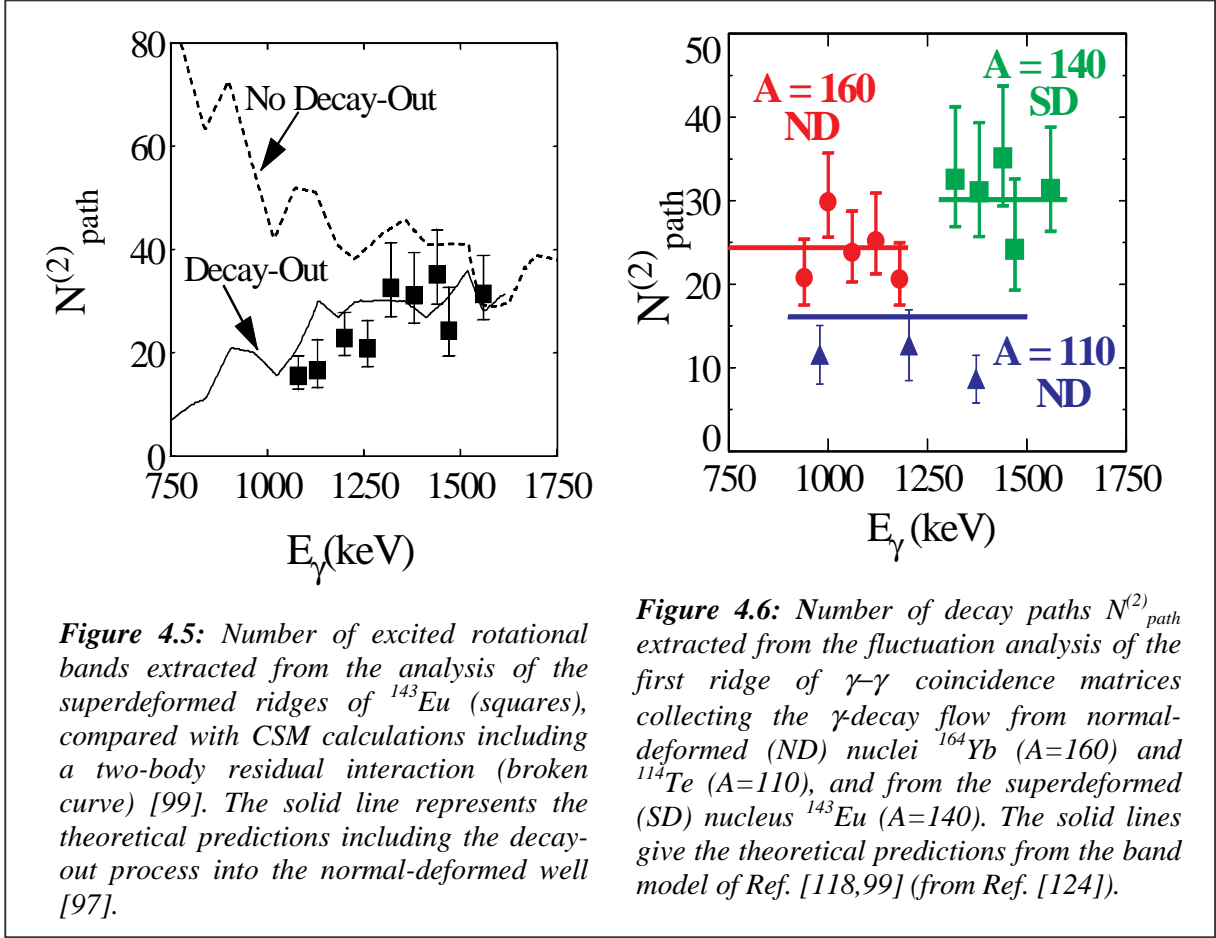 80
60
40
20
0
N(2)path
No Decay-Out
Decay-Out
750 1000 1250 1500 1750
Eγ(keV)
Figure 4.5: Number of excited rotational
bands extracted from the analysis of the
superdeformed ridges of 143Eu (squares),
compared with CSM calculations including
a two-body residual interaction (broken
curve) [99]. The solid line represents the
theoretical predictions including the decay-
out process into the normal-deformed well
[97].
50
40
30
20
10
0
N(2)path
A = 160
ND
A = 140
SD
A = 110
ND
750 1000 1250 1500 1750
Eγ (keV)
Figure 4.6: Number of decay paths N(2)path
extracted from the fluctuation analysis of the
first ridge of γ–γ coincidence matrices
collecting the γ-decay flow from normal-
deformed (ND) nuclei 164Yb (A=160) and
114Te (A=110), and from the superdeformed
(SD) nucleus 143Eu (A=140). The solid lines
give the theoretical predictions from the band
model of Ref. [118,99] (from Ref. [124]).